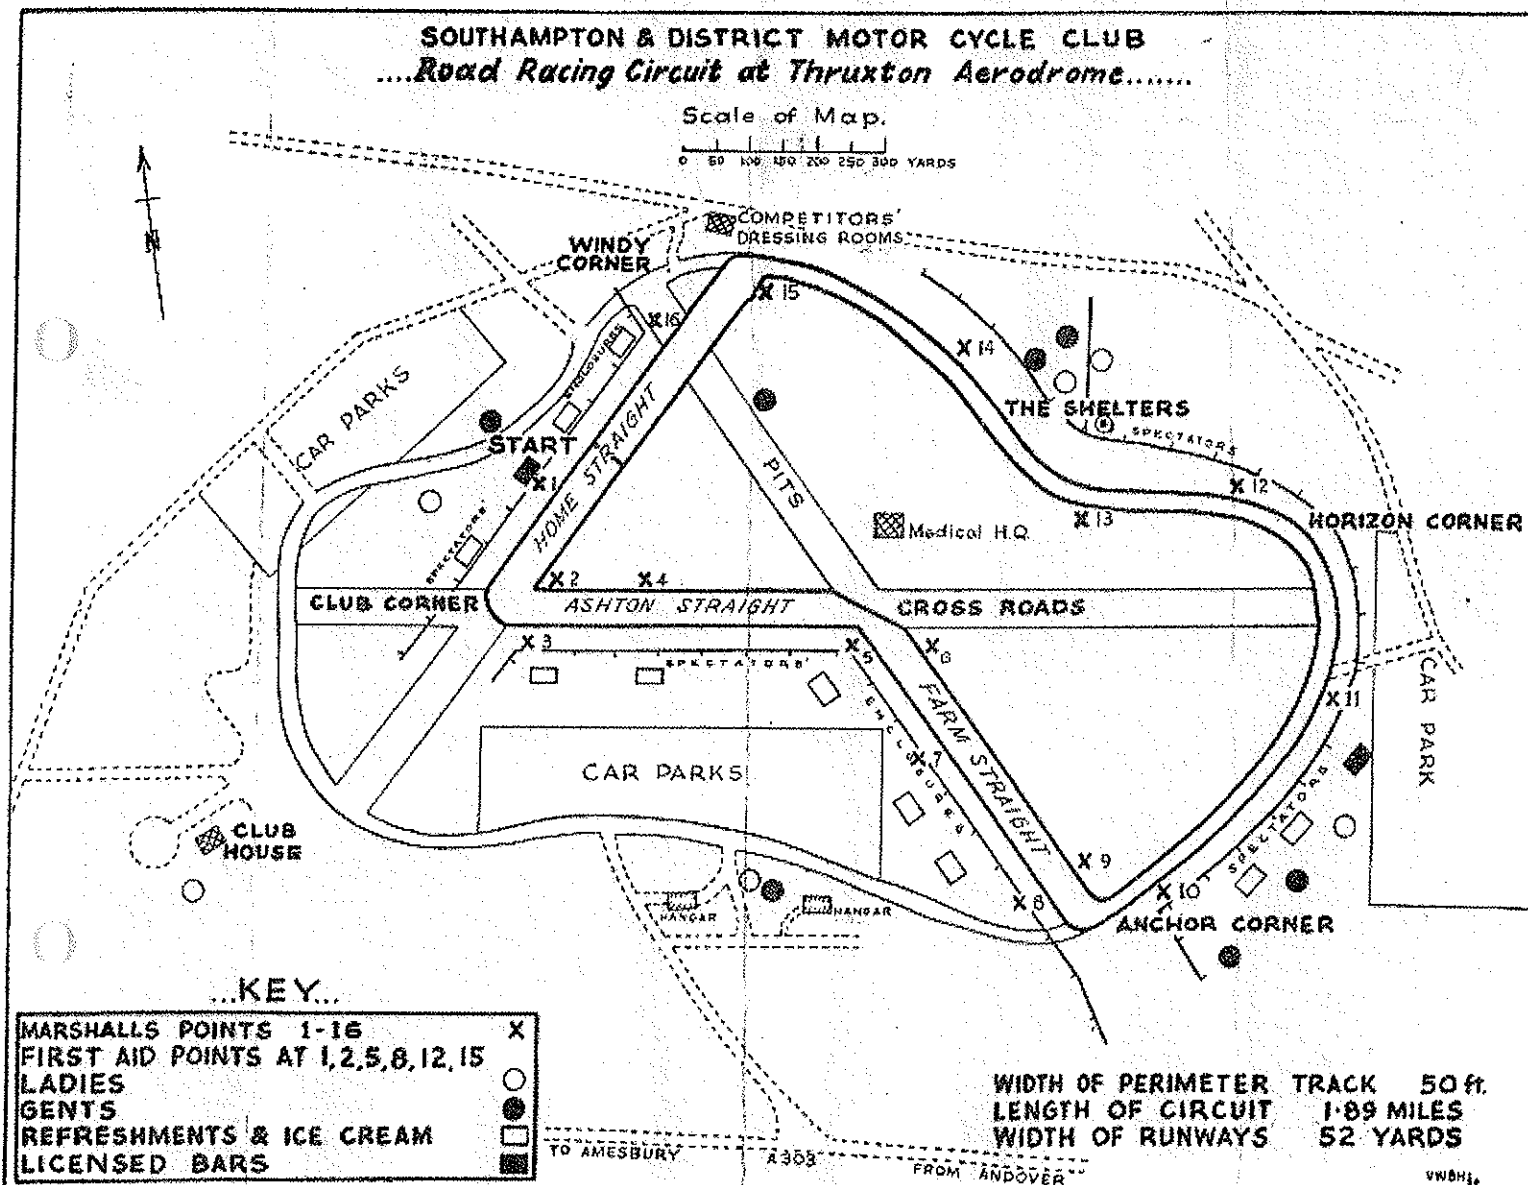 SOUTHAMPTON & DISTRICT MOTOR CYCLE CLUB
....Road Racing Circuit at Thruxton Aerodrome.......
Scale of Map.
0 50 100 150 200 250 300 YARDS
N
COMPETITORS'
DRESSING ROOMS
WINDY
CORNER
15
16
14
ENCLOSURES
CAR PARKS
THE SHELTERS
SPECTATORS
START
1
HOME STRAIGHT
PITS
12
13
HORIZON CORNER
Medical H.Q.
SPECTATORS'
2
4
CLUB CORNER
ASHTON STRAIGHT
CROSS ROADS
3
SPECTATORS'
5
6
ENCLOSURES
FARM STRAIGHT
11
CAR PARK
7
CAR PARKS
SPECTATORS
CLUB
HOUSE
9
8
10
HANGAR
HANGAR
ANCHOR CORNER
...KEY...
MARSHALLS POINTS 1-16 X
FIRST AID POINTS AT 1,2,5,8,12,15
LADIES
GENTS
REFRESHMENTS & ICE CREAM
LICENSED BARS
WIDTH OF PERIMETER TRACK 50 ft.
LENGTH OF CIRCUIT 1·89 MILES
WIDTH OF RUNWAYS 52 YARDS
TO AMESBURY
A303
FROM ANDOVER